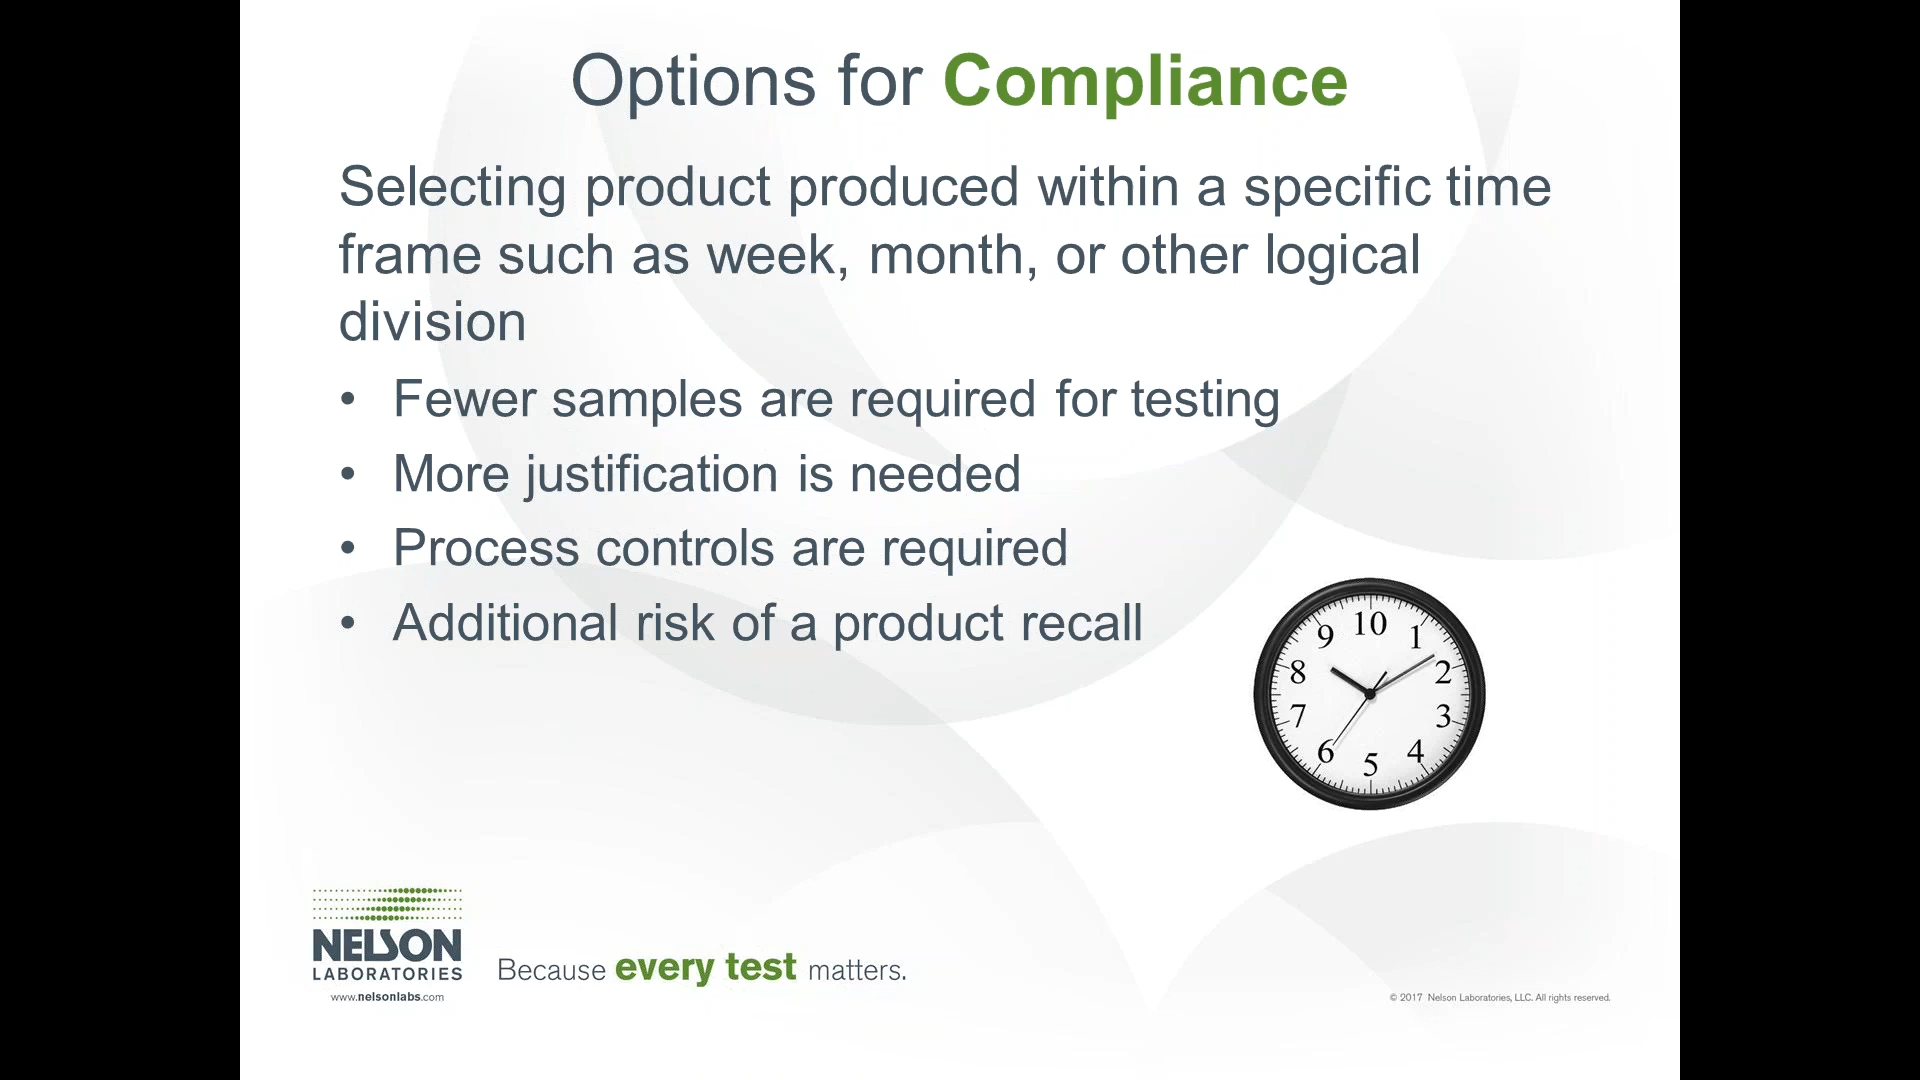 Options for Compliance
Selecting product produced within a specific time
frame such as week, month, or other logical
division
• Fewer samples are required for testing
• More justification is needed
• Process controls are required
• Additional risk of a product recall
10
9 1
8 2
7 3
6 4
5
NELSON
LABORATORIES
www.nelsonlabs.com
Because every test matters.
© 2017 Nelson Laboratories, LLC. All rights reserved.